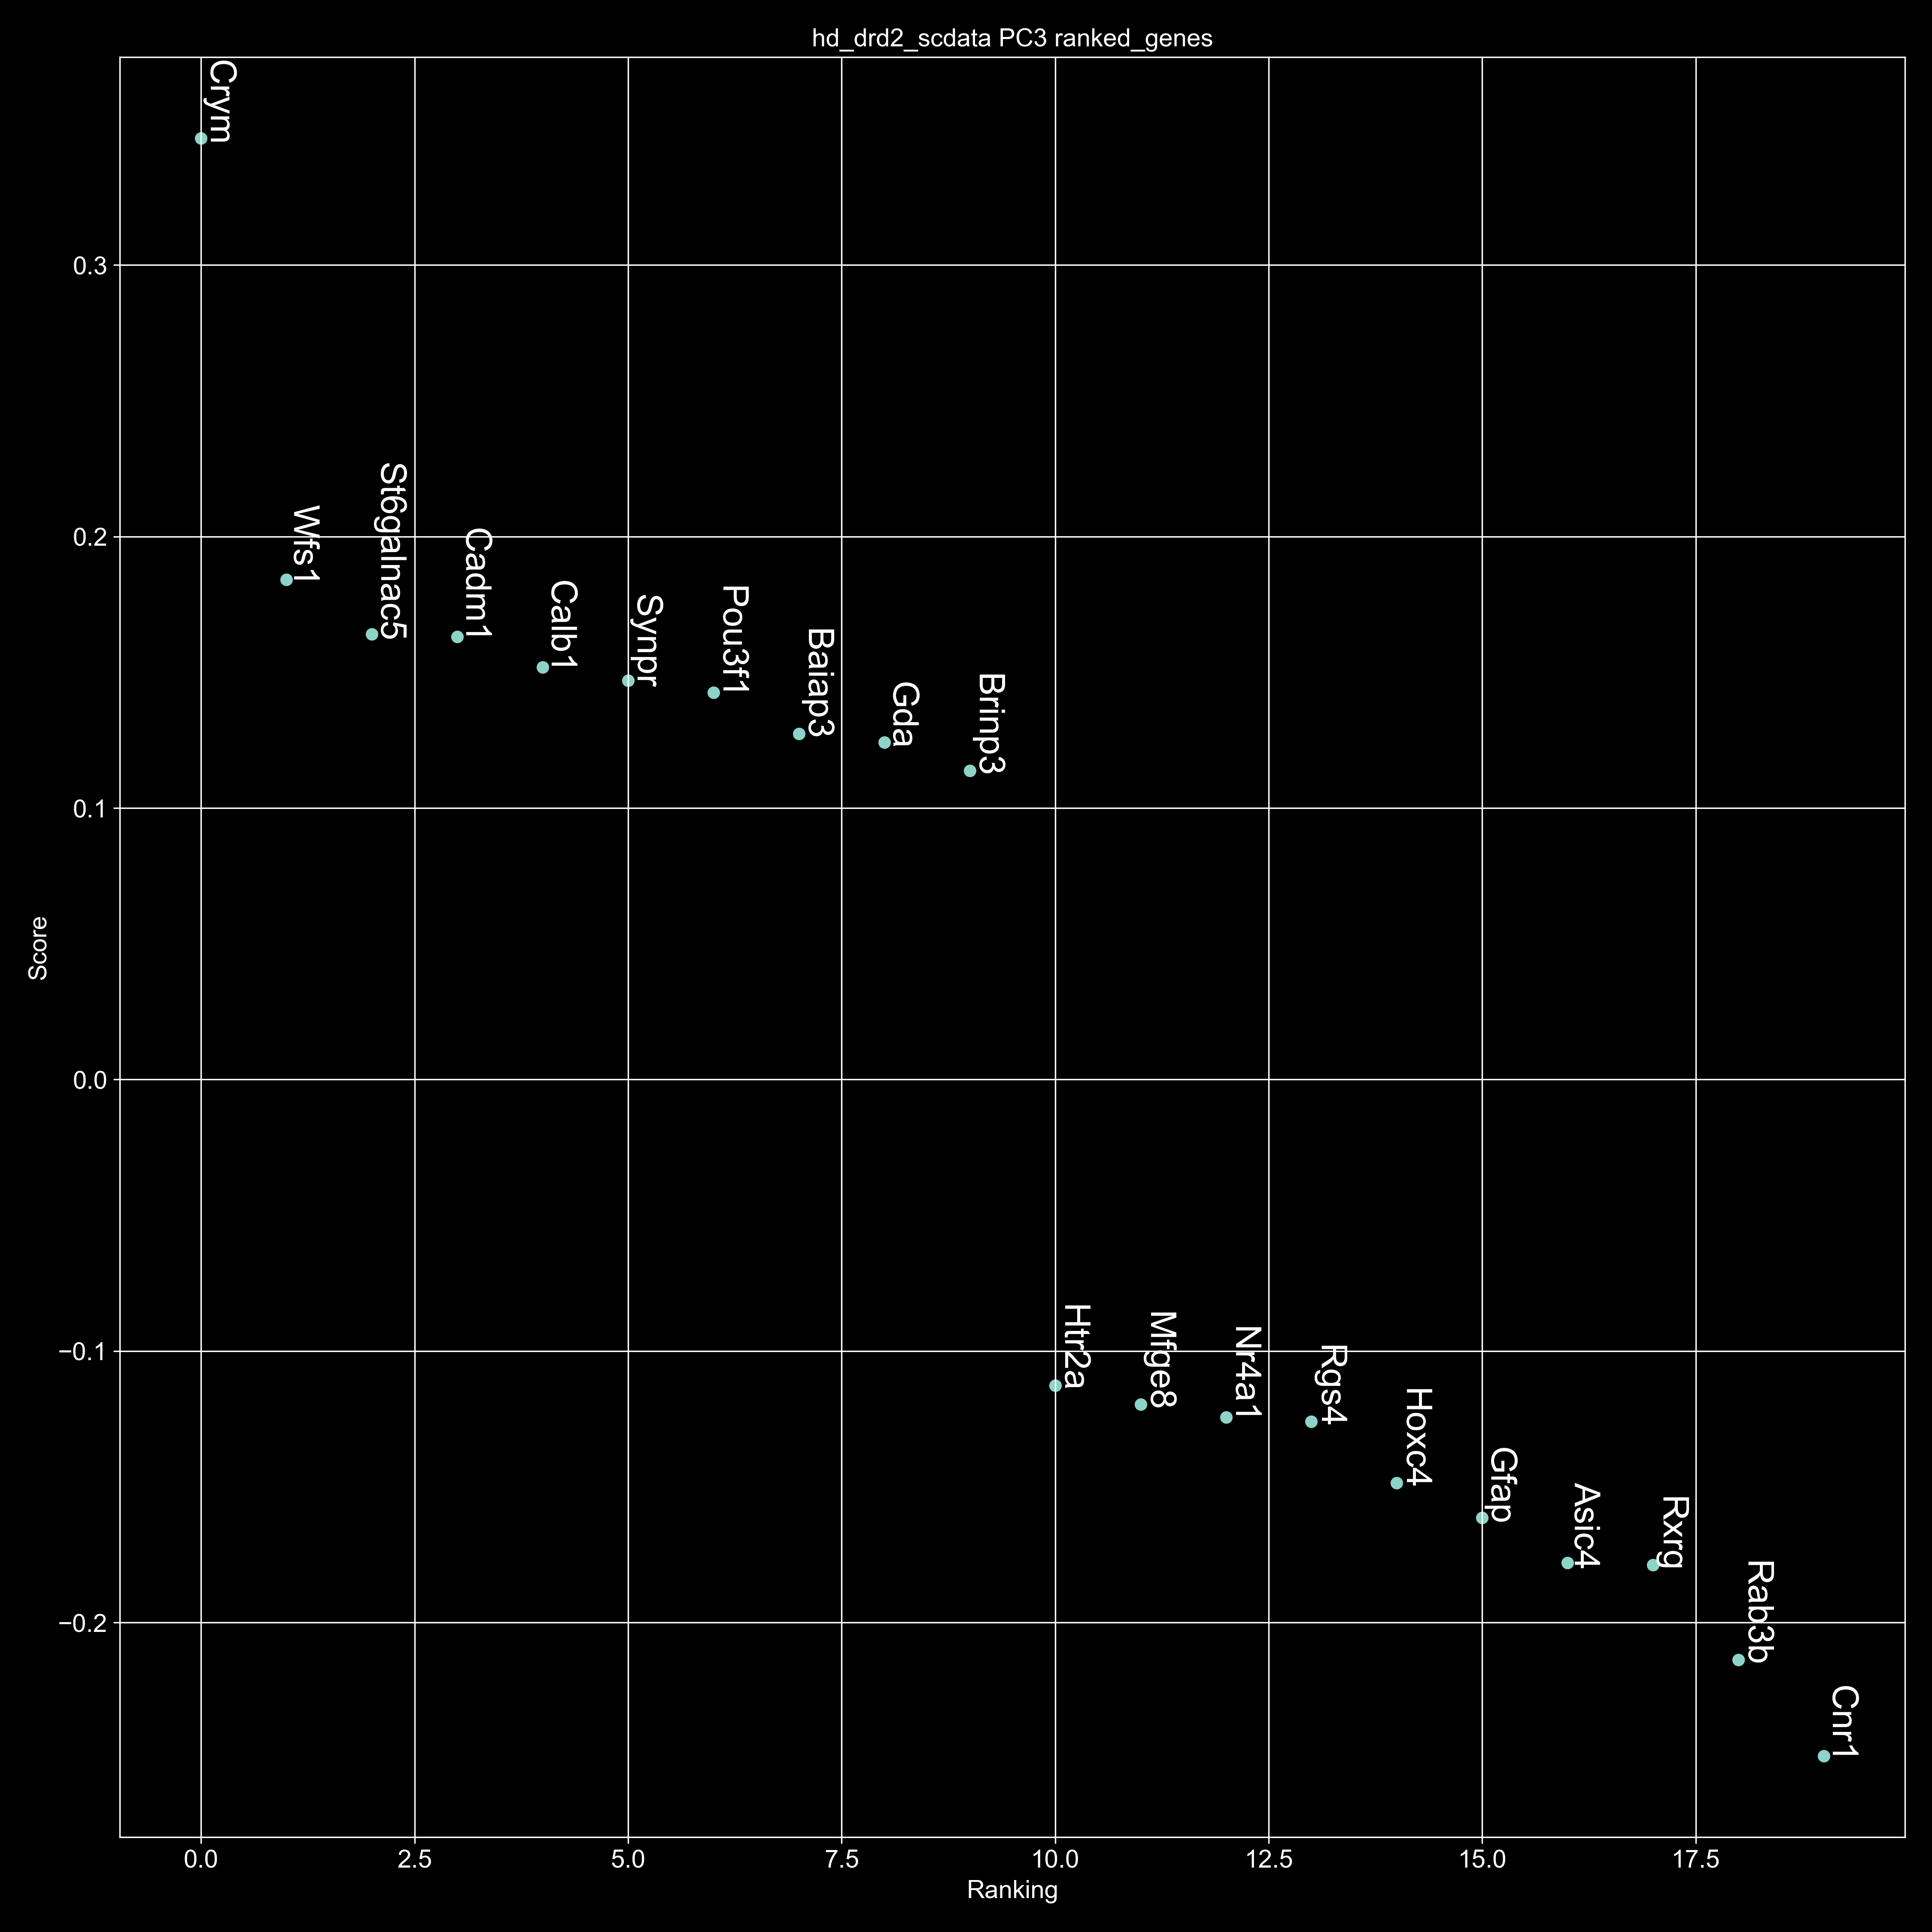 hd_drd2_scdata PC3 ranked_genes
Crym
Wfs1
St6galnac5
Cadm1
Calb1
Synpr
Pou3f1
Baiap3
Gda
Brinp3
Htr2a
Mfge8
Nr4a1
Rgs4
Hoxc4
Gfap
Asic4
Rxrg
Rab3b
Cnr1
Score
0.3
0.2
0.1
0.0
−0.1
−0.2
0.0 2.5 5.0 7.5 10.0 12.5 15.0 17.5
Ranking